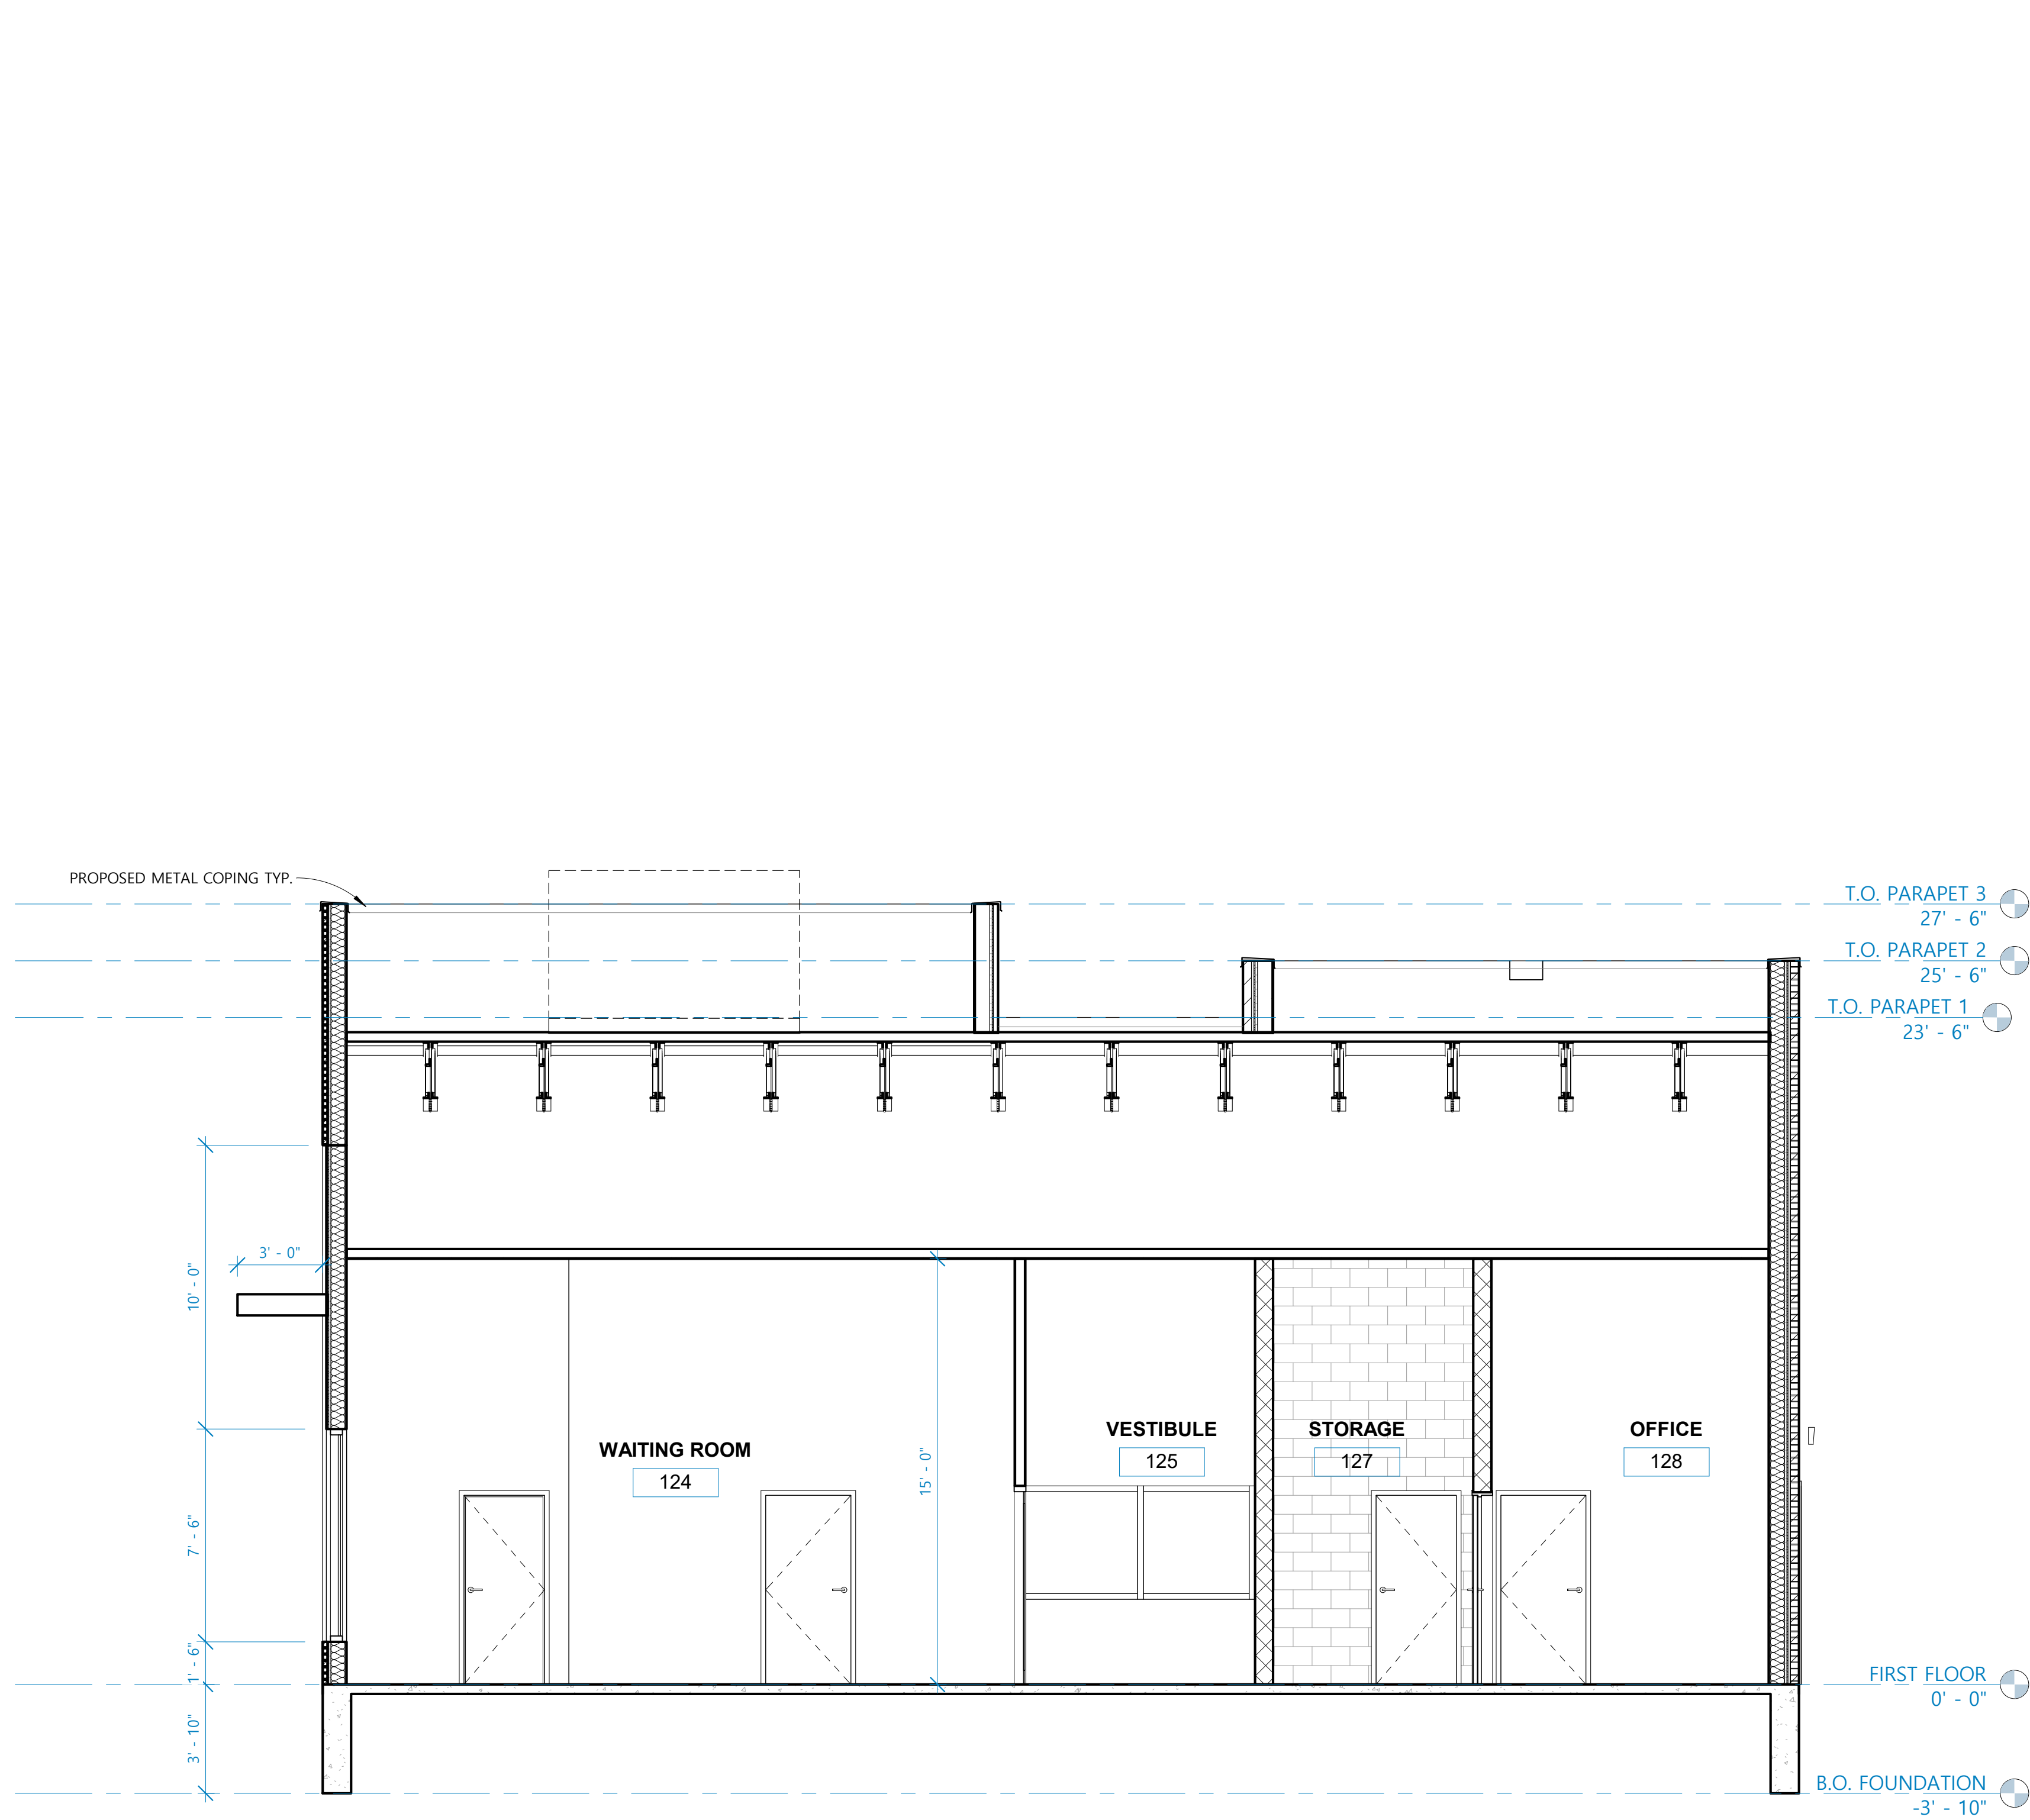 PROPOSED METAL COPING TYP.
T.O. PARAPET 3
27' - 6"
T.O. PARAPET 2
25' - 6"
T.O. PARAPET 1
23' - 6"
3' - 0"
10' - 0"
15' - 0"
7' - 6"
1' - 6"
3' - 10"
WAITING ROOM
124
VESTIBULE
125
STORAGE
127
OFFICE
128
FIRST FLOOR
0' - 0"
B.O. FOUNDATION
-3' - 10"